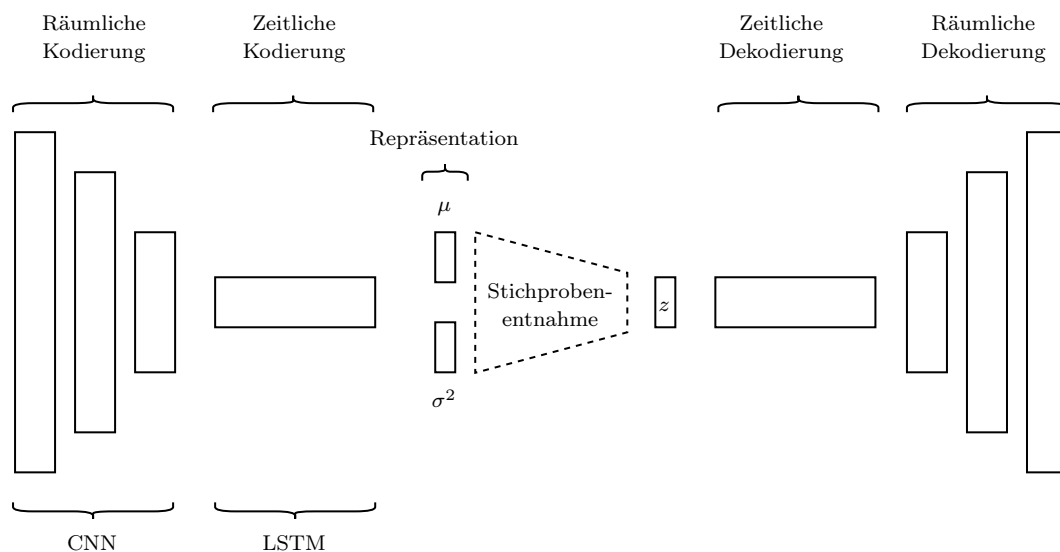 Räumliche
Kodierung
Zeitliche
Kodierung
Zeitliche
Dekodierung
Räumliche
Dekodierung
Repräsentation
μ
Stichproben-
entnahme
z
σ²
CNN
LSTM